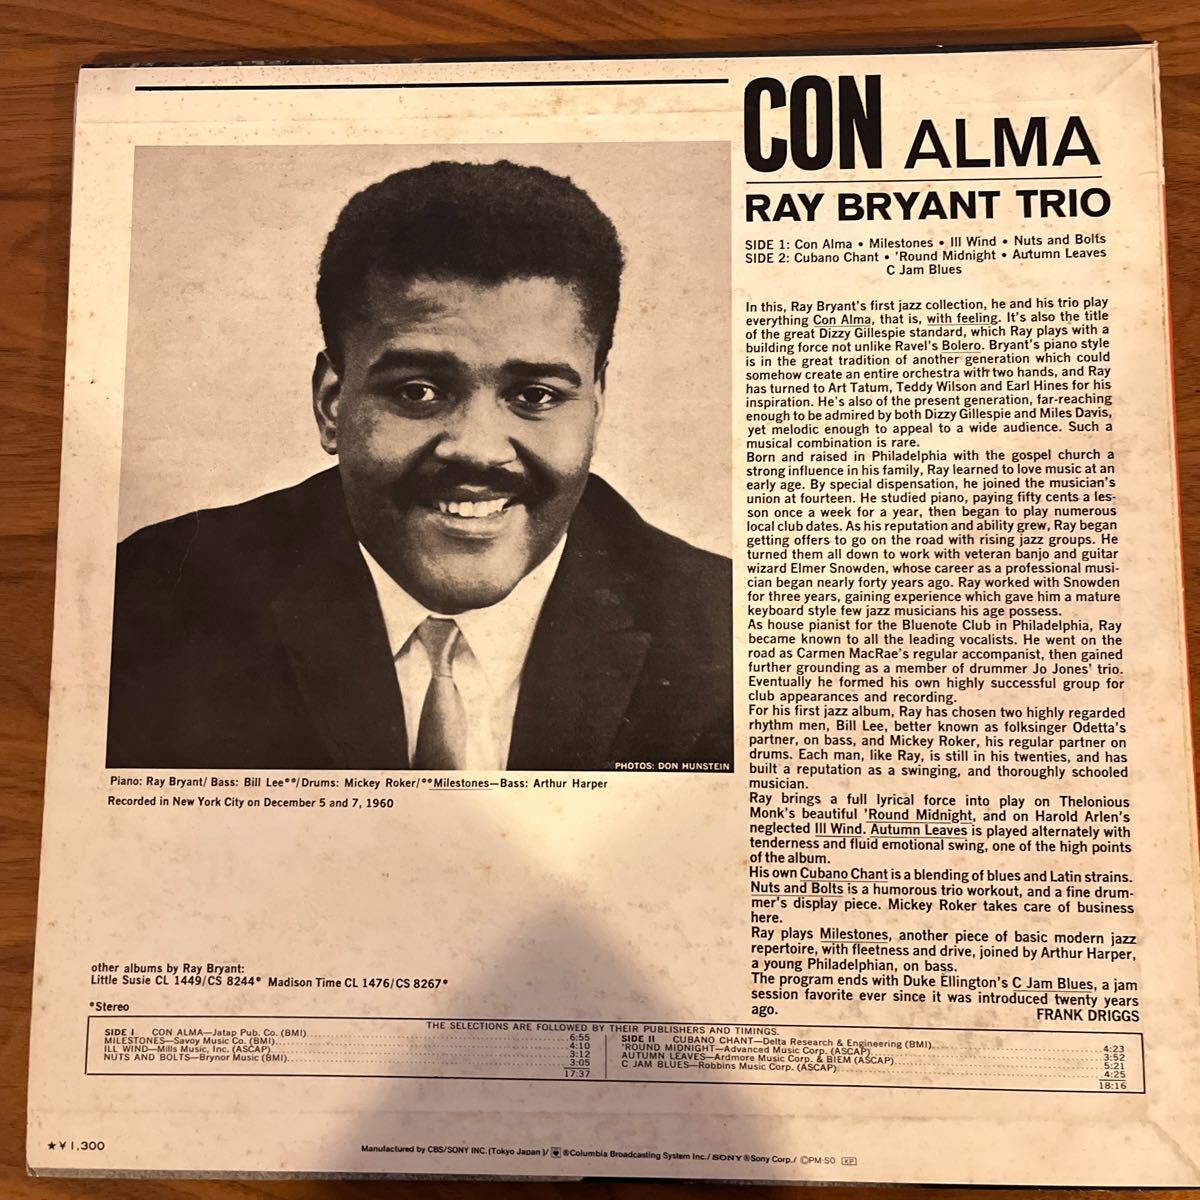 CON ALMA
RAY BRYANT TRIO
SIDE 1: Con Alma • Milestones • Ill Wind • Nuts and Bolts
SIDE 2: Cubano Chant • 'Round Midnight • Autumn Leaves
C Jam Blues
In this, Ray Bryant's first jazz collection, he and his trio play
everything Con Alma, that is, with feeling. It's also the title
of the great Dizzy Gillespie standard, which Ray plays with a
building force not unlike Ravel's Bolero. Bryant's piano style
is in the great tradition of another generation which could
somehow create an entire orchestra with two hands, and Ray
has turned to Art Tatum, Teddy Wilson and Earl Hines for his
inspiration. He's also of the present generation, far-reaching
enough to be admired by both Dizzy Gillespie and Miles Davis,
yet melodic enough to appeal to a wide audience. Such a
musical combination is rare.
Born and raised in Philadelphia with the gospel church a
strong influence in his family, Ray learned to love music at an
early age. By special dispensation, he joined the musician's
union at fourteen. He studied piano, paying fifty cents a les-
son once a week for a year, then began to play numerous
local club dates. As his reputation and ability grew, Ray began
getting offers to go on the road with rising jazz groups. He
turned them all down to work with veteran banjo and guitar
wizard Elmer Snowden, whose career as a professional musi-
cian began nearly forty years ago. Ray worked with Snowden
for three years, gaining experience which gave him a mature
keyboard style few jazz musicians his age possess.
As house pianist for the Bluenote Club in Philadelphia, Ray
became known to all the leading vocalists. He went on the
road as Carmen MacRae's regular accompanist, then gained
further grounding as a member of drummer Jo Jones' trio.
Eventually he formed his own highly successful group for
club appearances and recording.
For his first jazz album, Ray has chosen two highly regarded
rhythm men, Bill Lee, better known as folksinger Odetta's
partner, on bass, and Mickey Roker, his regular partner on
drums. Each man, like Ray, is still in his twenties, and has
built a reputation as a swinging, and thoroughly schooled
musician.
Ray brings a full lyrical force into play on Thelonious
Monk's beautiful 'Round Midnight, and on Harold Arlen's
neglected Ill Wind. Autumn Leaves is played alternately with
tenderness and fluid emotional swing, one of the high points
of the album.
His own Cubano Chant is a blending of blues and Latin strains.
Nuts and Bolts is a humorous trio workout, and a fine drum-
mer's display piece. Mickey Roker takes care of business
here.
Ray plays Milestones, another piece of basic modern jazz
repertoire, with fleetness and drive, joined by Arthur Harper,
a young Philadelphian, on bass.
The program ends with Duke Ellington's C Jam Blues, a jam
session favorite ever since it was introduced twenty years
ago.
FRANK DRIGGS
PHOTOS: DON HUNSTEIN
Piano: Ray Bryant/ Bass: Bill Lee**/Drums: Mickey Roker/**Milestones—Bass: Arthur Harper
Recorded in New York City on December 5 and 7, 1960
other albums by Ray Bryant:
Little Susie CL 1449/CS 8244* Madison Time CL 1476/CS 8267*
*Stereo
THE SELECTIONS ARE FOLLOWED BY THEIR PUBLISHERS AND TIMINGS.
SIDE I CON ALMA—Jatap Pub. Co. (BMI) 6:55
MILESTONES—Savoy Music Co. (BMI) 4:10
ILL WIND—Mills Music, Inc. (ASCAP) 3:12
NUTS AND BOLTS—Brynor Music (BMI) 3:05
17:37
SIDE II CUBANO CHANT—Delta Research & Engineering (BMI) 4:23
'ROUND MIDNIGHT—Advanced Music Corp. (ASCAP) 3:52
AUTUMN LEAVES—Ardmore Music Corp. & BIEM (ASCAP) 5:21
C JAM BLUES—Robbins Music Corp. (ASCAP) 4:25
18:16
★¥1,300
Manufactured by CBS/SONY INC. (Tokyo Japan)/ ®Columbia Broadcasting System Inc./ SONY ®Sony Corp./ ⒸPM-SO KP